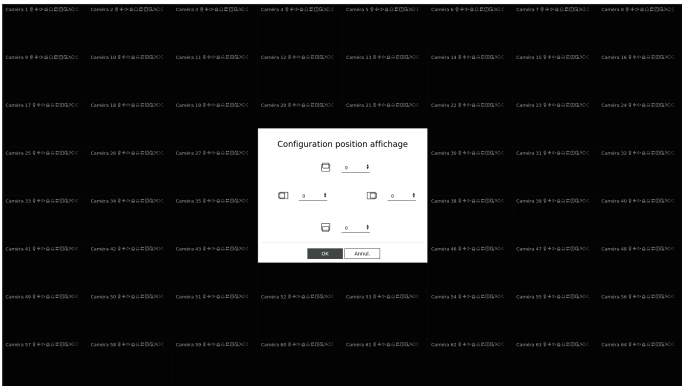 Caméra 1 Caméra 2 Caméra 3 Caméra 4 Caméra 5 Caméra 6 Caméra 7 Caméra 8
Caméra 9 Caméra 10 Caméra 11 Caméra 12 Caméra 13 Caméra 14 Caméra 15 Caméra 16
Caméra 17 Caméra 18 Caméra 19 Caméra 20 Caméra 21 Caméra 22 Caméra 23 Caméra 24
Configuration position affichage
Caméra 25 Caméra 26 Caméra 27 Caméra 30 Caméra 31 Caméra 32
0
0 0
Caméra 33 Caméra 34 Caméra 35 Caméra 38 Caméra 39 Caméra 40
0
Caméra 41 Caméra 42 Caméra 43 Caméra 46 Caméra 47 Caméra 48
OK Annul.
Caméra 49 Caméra 50 Caméra 51 Caméra 52 Caméra 53 Caméra 54 Caméra 55 Caméra 56
Caméra 57 Caméra 58 Caméra 59 Caméra 60 Caméra 61 Caméra 62 Caméra 63 Caméra 64